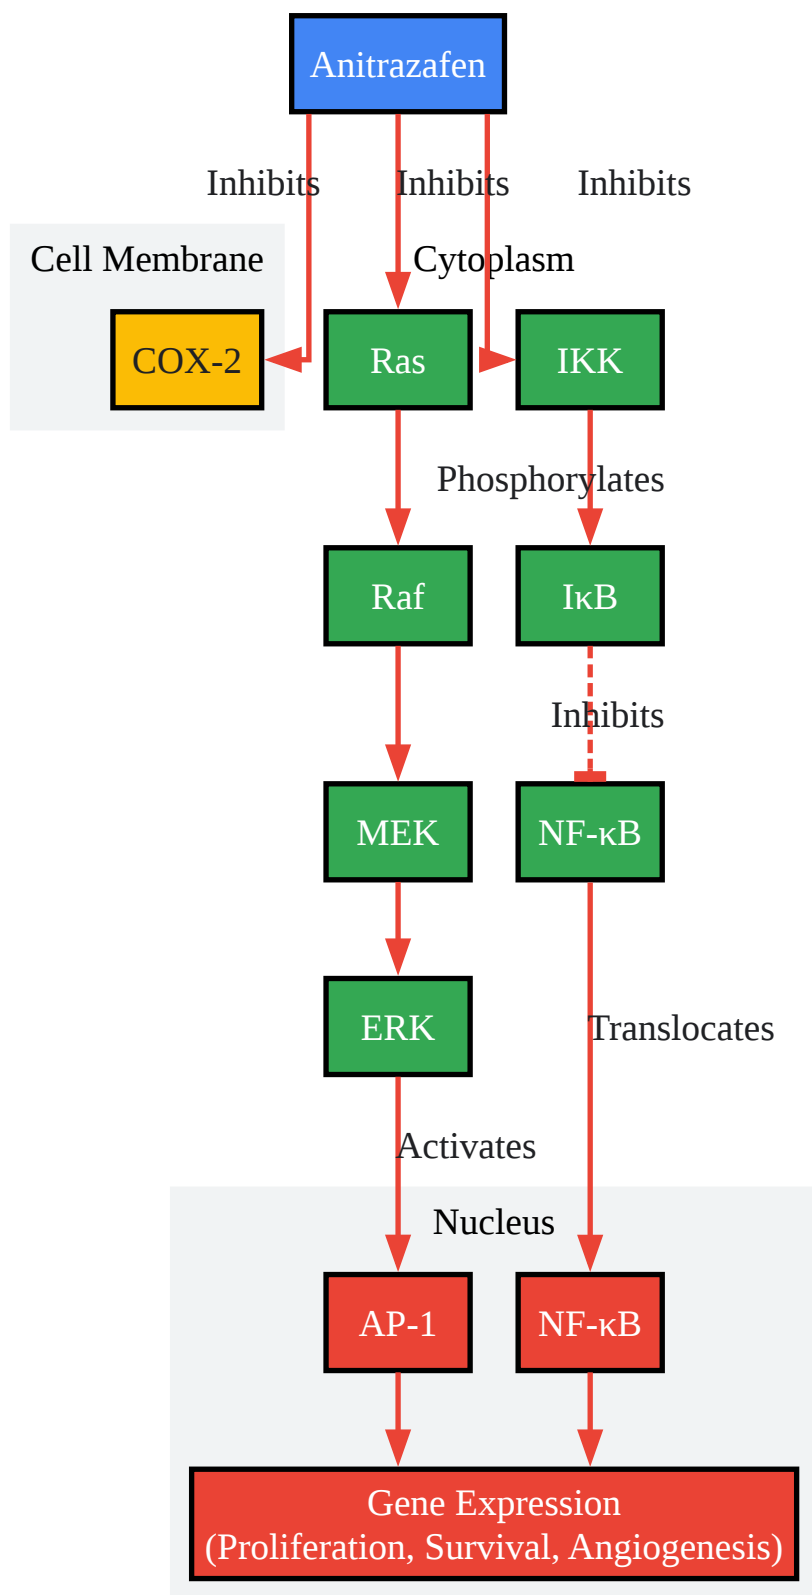 Anitrazafen
Inhibits
Inhibits
Inhibits
Cell Membrane
Cytoplasm
COX-2
Ras
IKK
Phosphorylates
Raf
IκB
Inhibits
MEK
NF-κB
ERK
Translocates
Activates
Nucleus
AP-1
NF-κB
Gene Expression
(Proliferation, Survival, Angiogenesis)